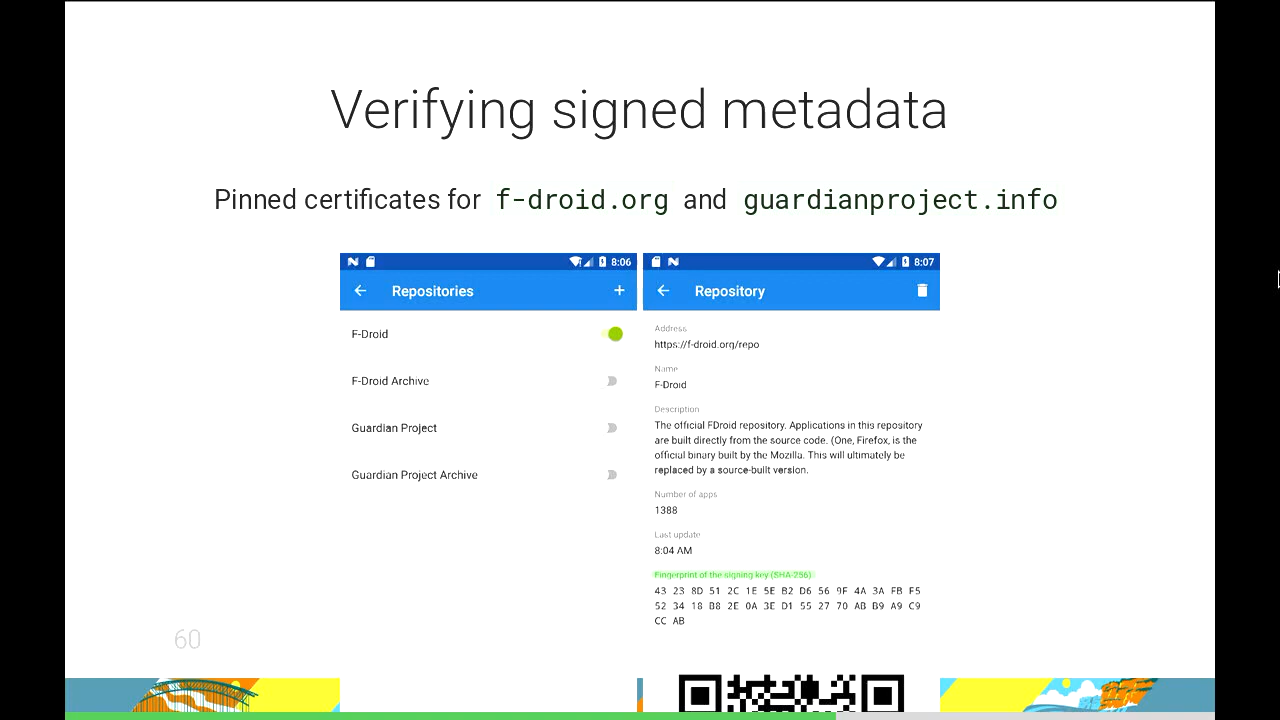 Verifying signed metadata
Pinned certificates for f-droid.org and guardianproject.info
8:06
Repositories +
F-Droid
F-Droid Archive
Guardian Project
Guardian Project Archive
8:07
Repository
Address
https://f-droid.org/repo
Name
F-Droid
Description
The official FDroid repository. Applications in this repository
are built directly from the source code. (One, Firefox, is the
official binary built by the Mozilla. This will ultimately be
replaced by a source-built version.
Number of apps
1388
Last update
8:04 AM
Fingerprint of the signing key (SHA-256)
43 23 8D 51 2C 1E 5E B2 D6 56 9F 4A 3A FB F5
52 34 18 B8 2E 0A 3E D1 55 27 70 AB B9 A9 C9
CC AB
60